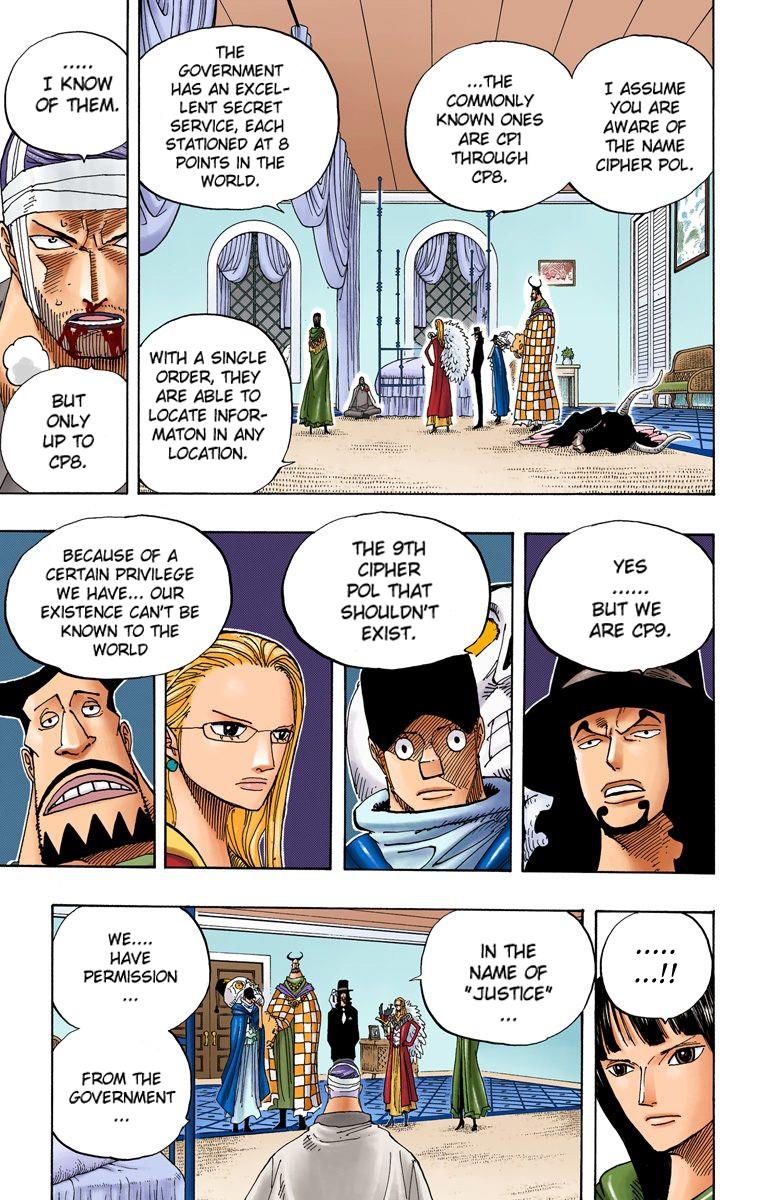 I ASSUME
YOU ARE
AWARE OF
THE NAME
CIPHER POL.
...THE
COMMONLY
KNOWN ONES
ARE CP1
THROUGH
CP8.
THE
GOVERNMENT
HAS AN EXCEL-
LENT SECRET
SERVICE, EACH
STATIONED AT 8
POINTS IN THE
WORLD.
WITH A SINGLE
ORDER, THEY
ARE ABLE TO
LOCATE INFOR-
MATON IN ANY
LOCATION.
.....
I KNOW
OF THEM.
BUT
ONLY
UP TO
CP8.
YES
......
BUT WE
ARE CP9.
THE 9TH
CIPHER
POL THAT
SHOULDN'T
EXIST.
BECAUSE OF A
CERTAIN PRIVILEGE
WE HAVE... OUR
EXISTENCE CAN'T BE
KNOWN TO THE
WORLD
.....
...!!
IN THE
NAME OF
"JUSTICE"
...
WE....
HAVE
PERMISSION
...
FROM THE
GOVERNMENT
...